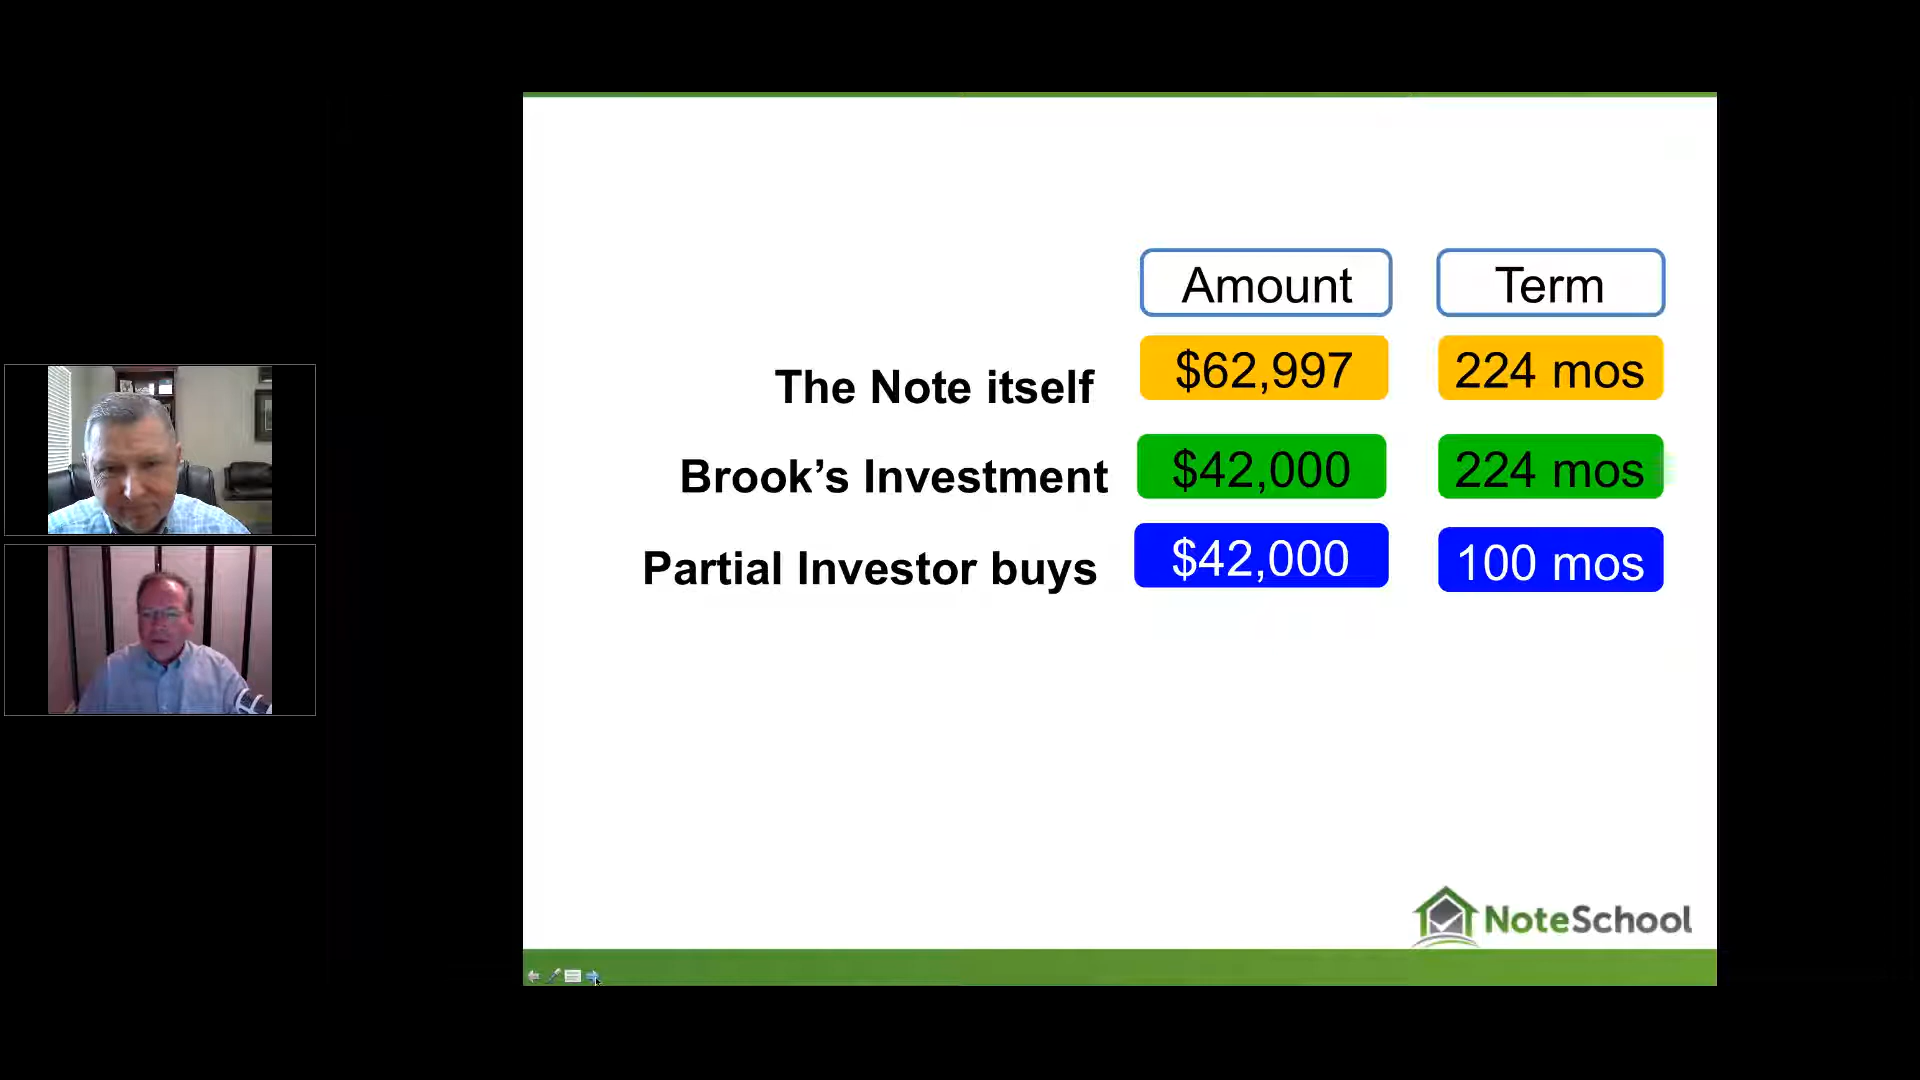 Amount Term
The Note itself $62,997 224 mos
Brook’s Investment $42,000 224 mos
Partial Investor buys $42,000 100 mos
NoteSchool